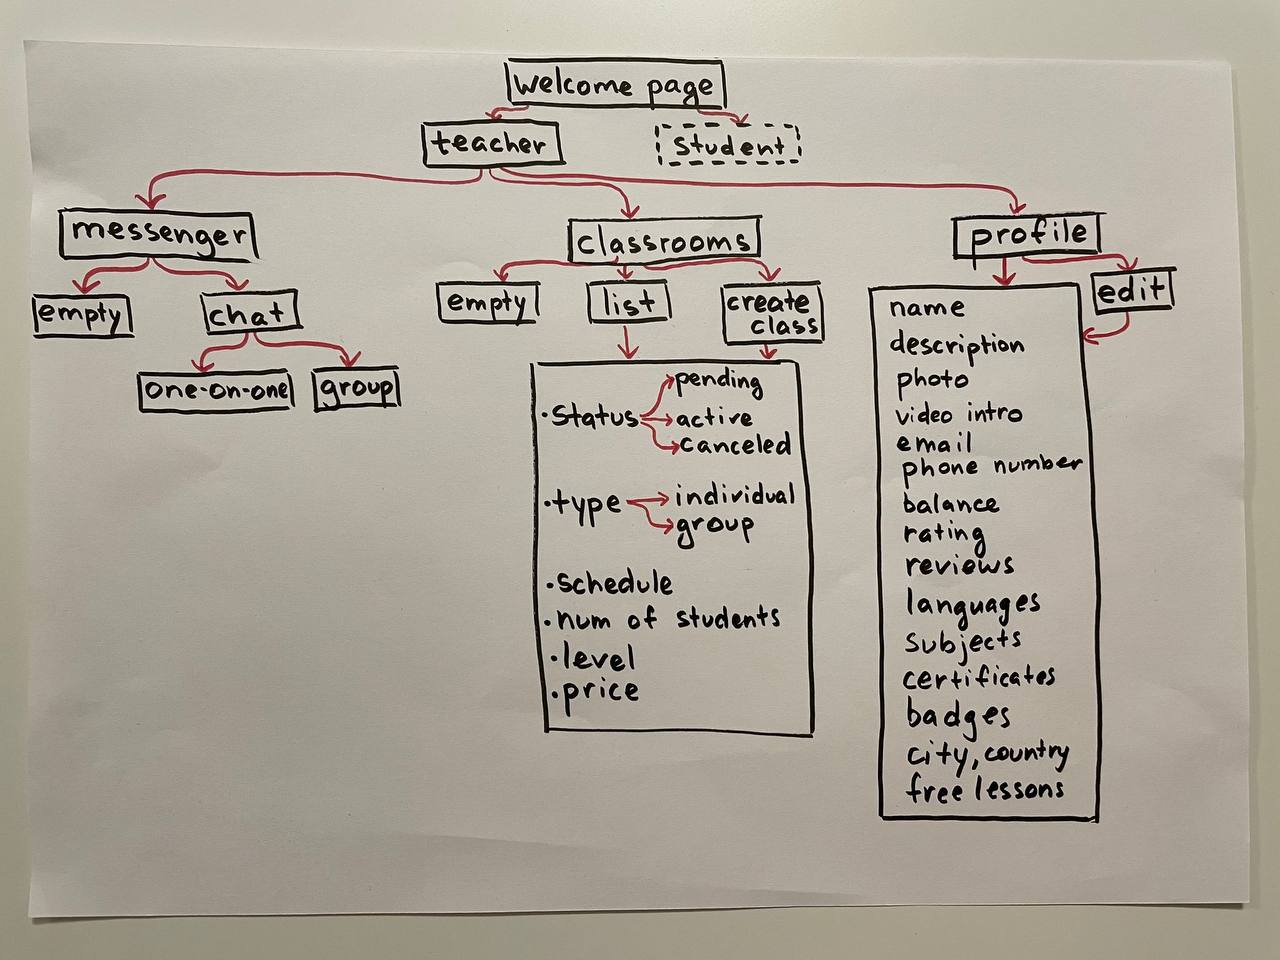 welcome page
teacher
student
messenger
classrooms
profile
empty
chat
one-on-one
group
empty
list
create
class
•status
pending
active
canceled
•type
individual
group
•schedule
•num of students
•level
•price
edit
name
description
photo
video intro
email
phone number
balance
rating
reviews
languages
subjects
certificates
badges
city, country
free lessons